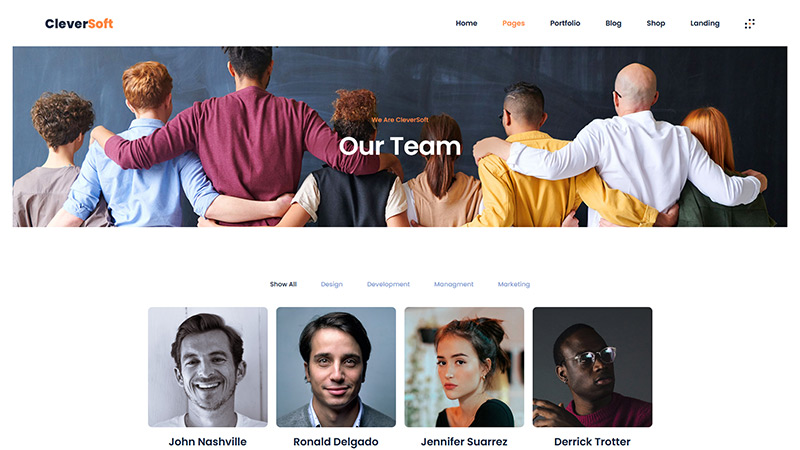 CleverSoft
Home Pages Portfolio Blog Shop Landing
We Are CleverSoft
Our Team
Show All Design Development Managment Marketing
John Nashville Ronald Delgado Jennifer Suarrez Derrick Trotter